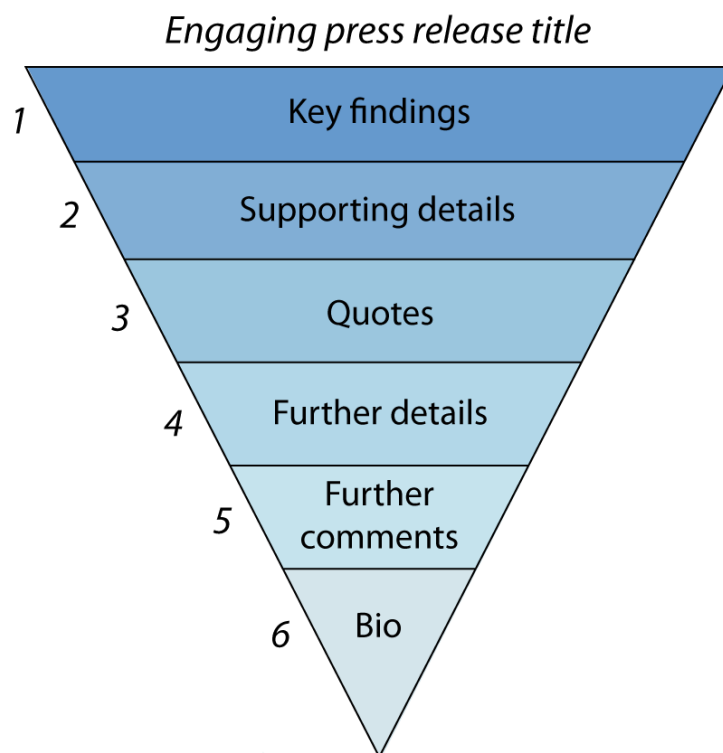 Engaging press release title
1
Key findings
2
Supporting details
3
Quotes
4
Further details
5
Further
comments
6
Bio